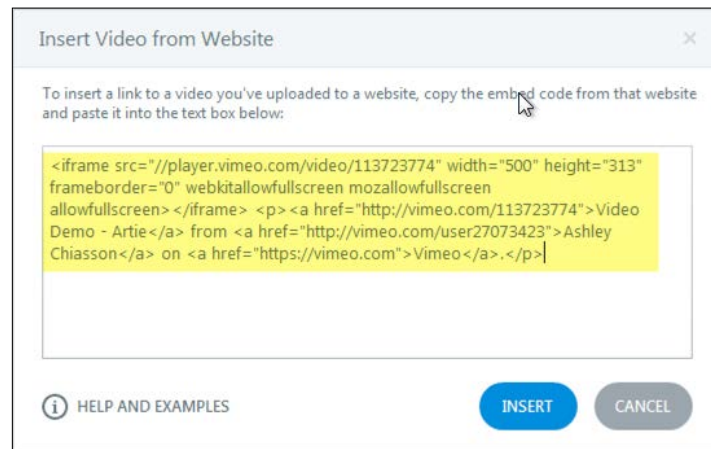 Insert Video from Website
To insert a link to a video you've uploaded to a website, copy the embed code from that website
and paste it into the text box below:
<iframe src="//player.vimeo.com/video/113723774" width="500" height="313"
frameborder="0" webkitallowfullscreen mozallowfullscreen
allowfullscreen></iframe> <p><a href="http://vimeo.com/113723774">Video
Demo - Artie</a> from <a href="http://vimeo.com/user27073423">Ashley
Chiasson</a> on <a href="https://vimeo.com">Vimeo</a>.</p>
HELP AND EXAMPLES
INSERT
CANCEL